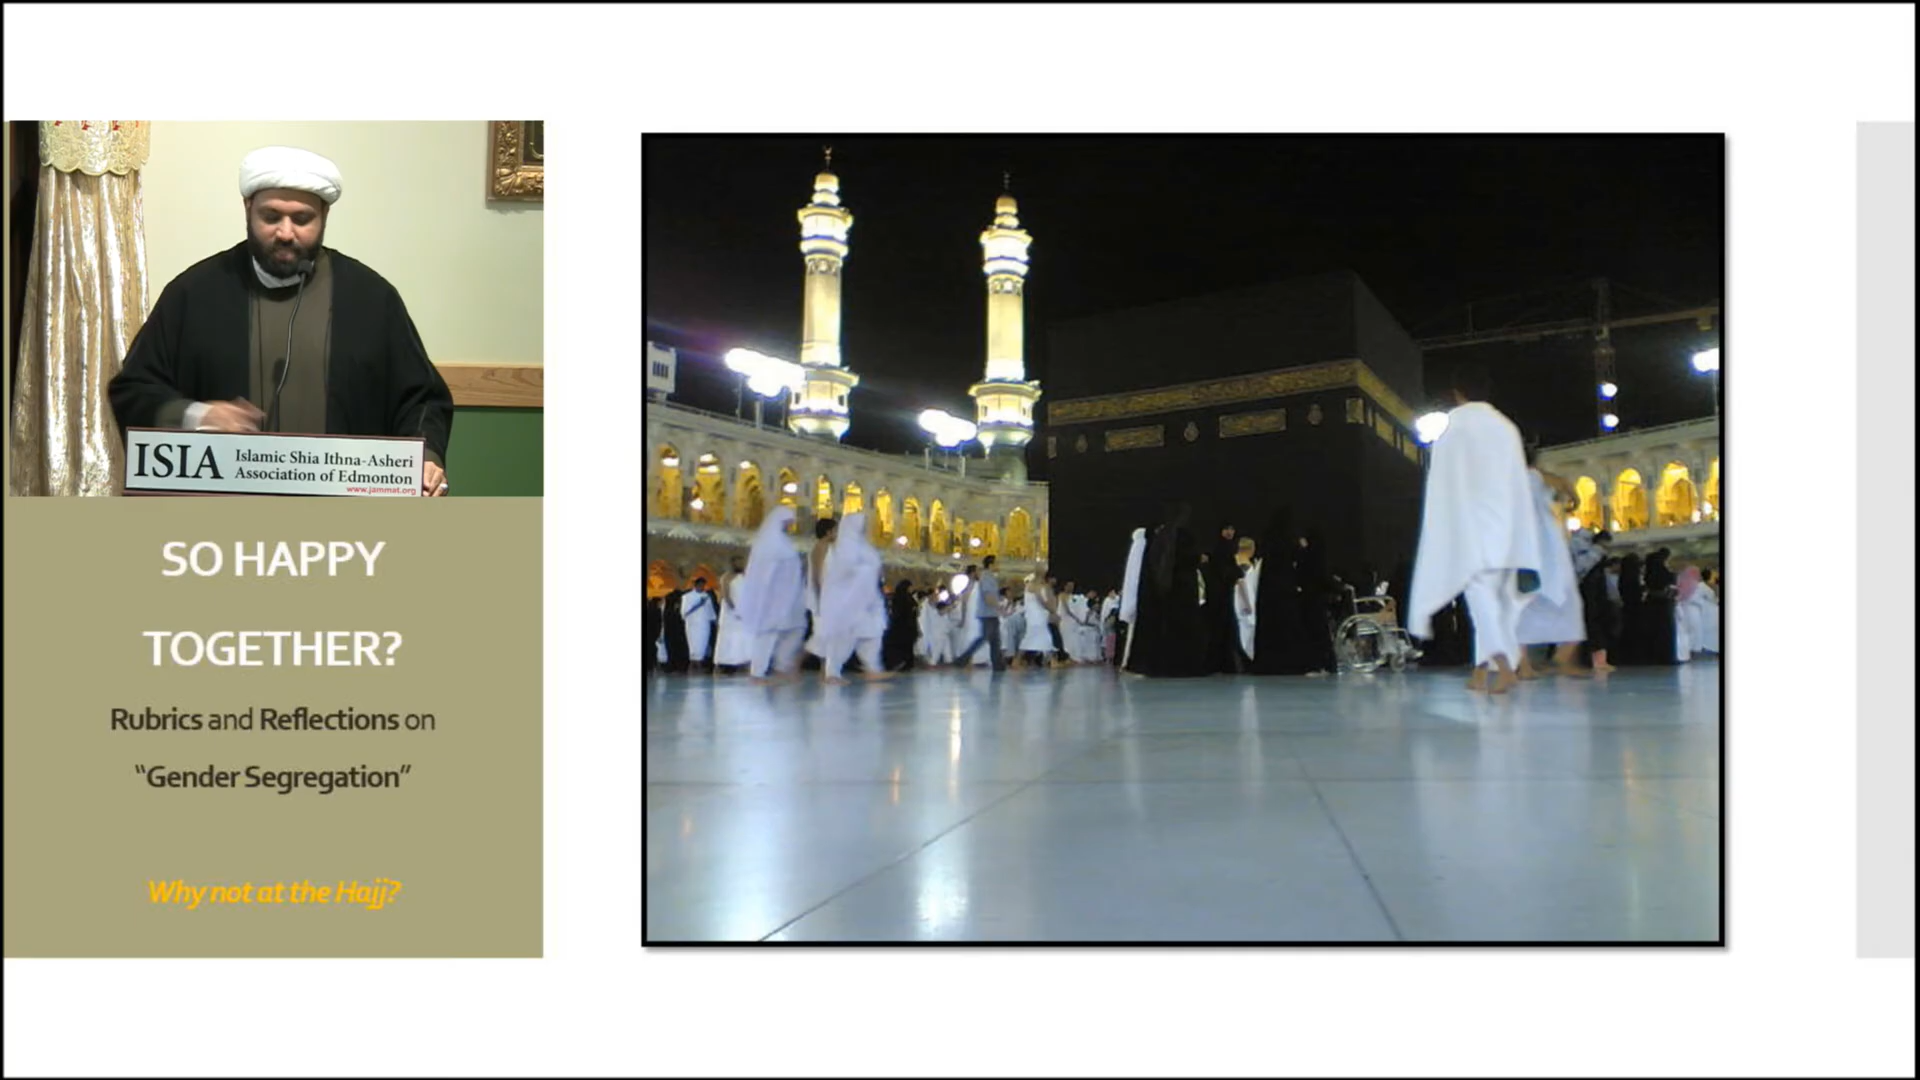 ISIA
Islamic Shia Ithna-Asheri
Association of Edmonton
www.jammat.org
SO HAPPY
TOGETHER?
Rubrics and Reflections on
“Gender Segregation”
Why not at the Hajj?